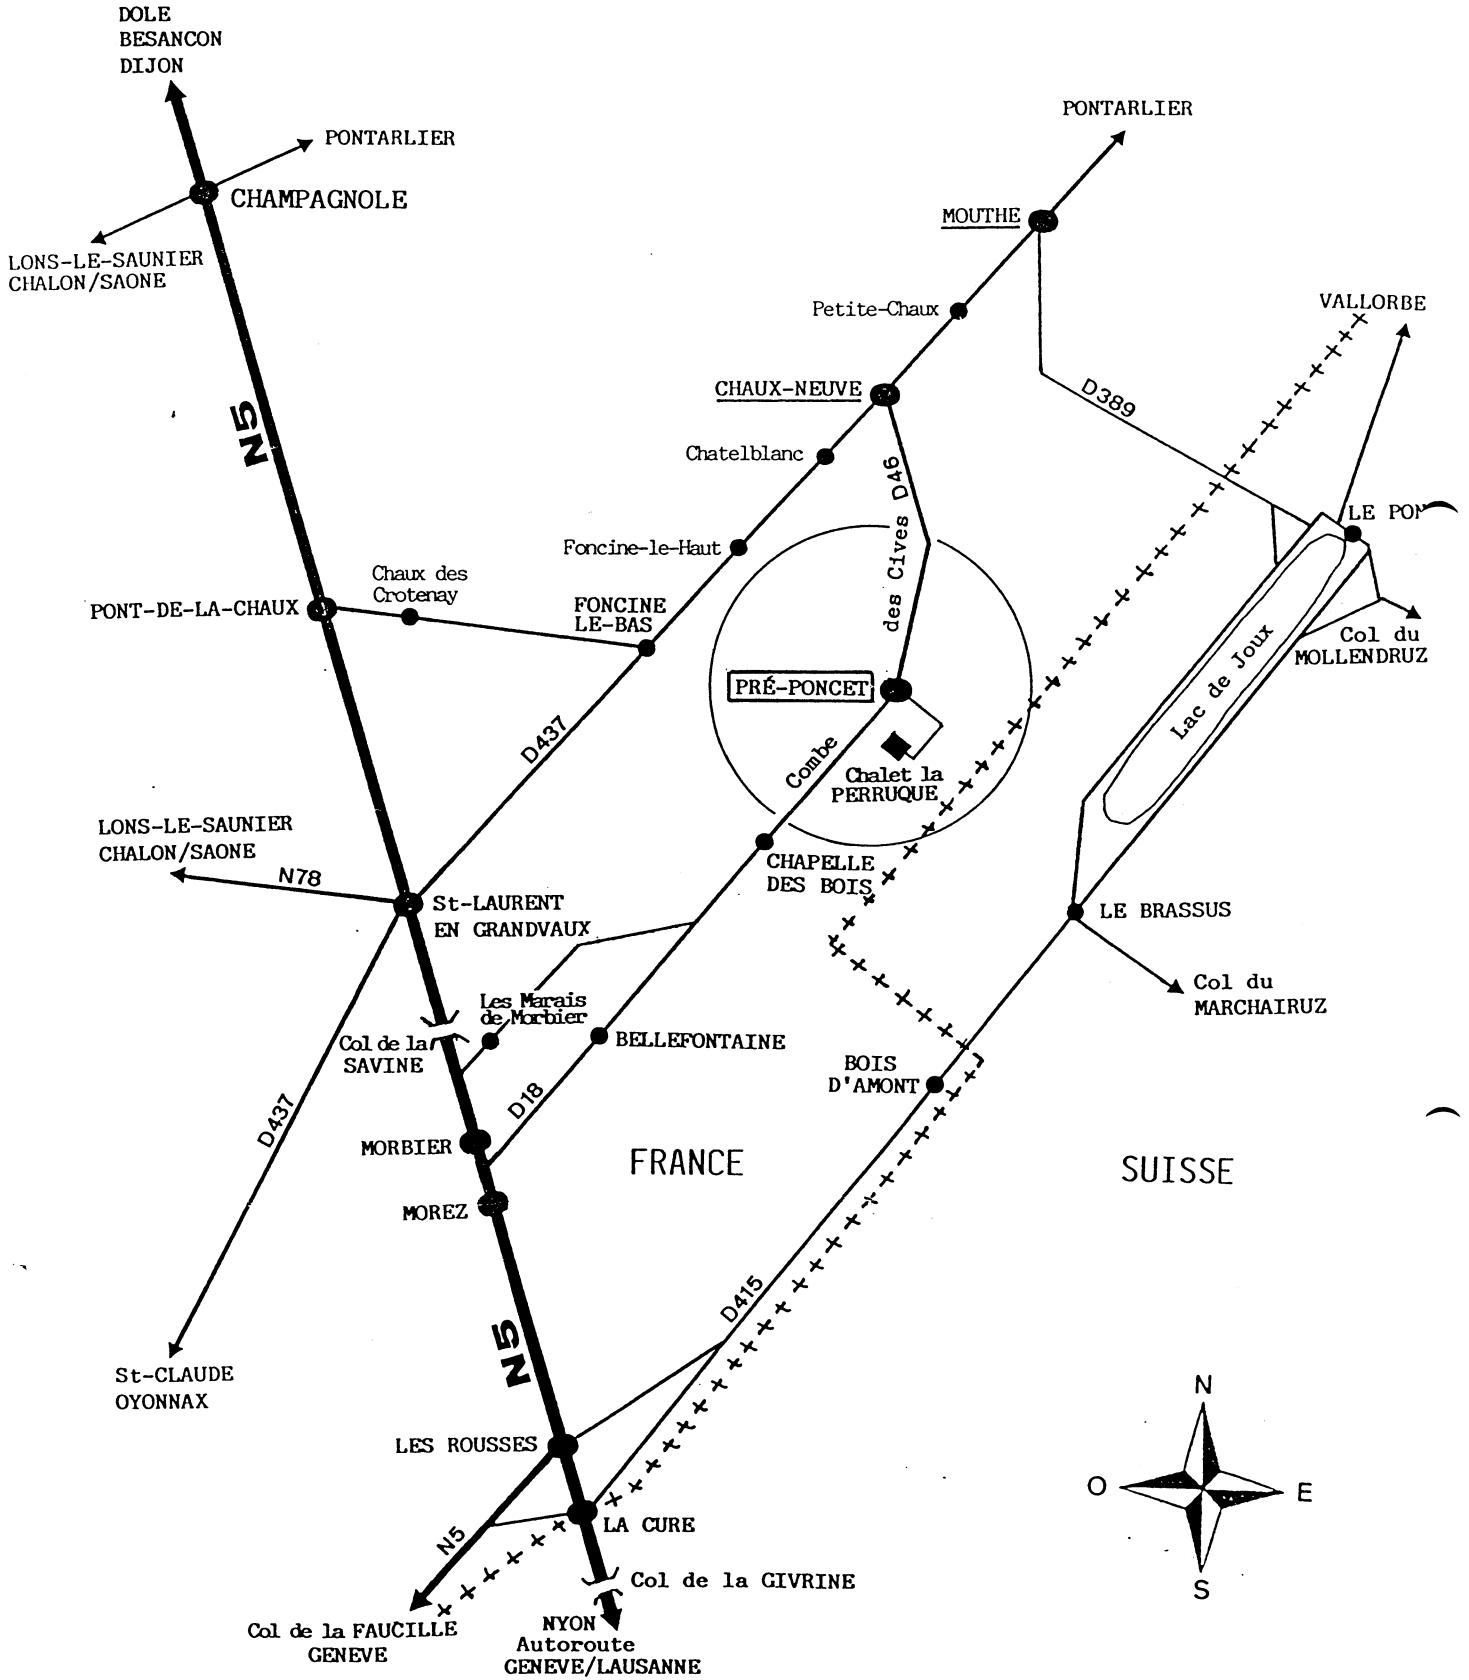 DOLE
BESANCON
DIJON
PONTARLIER
PONTARLIER
CHAMPAGNOLE
MOUTHE
LONS-LE-SAUNIER
CHALON/SAONE
Petite-Chaux
VALLORBE
CHAUX-NEUVE
D389
N5
Chatelblanc
D46
LE PON
Foncine-le-Haut
des Cives
Chaux des
Crotenay
PONT-DE-LA-CHAUX
FONCINE
LE-BAS
Col du
MOLLENDRUZ
Lac de Joux
PRÉ-PONCET
D437
Combe
Chalet la
PERRUQUE
LONS-LE-SAUNIER
CHALON/SAONE
N78
CHAPELLE
DES BOIS
St-LAURENT
EN GRANDVAUX
LE BRASSUS
Col du
MARCHAIRUZ
Les Marais
de Morbier
Col de la
SAVINE
BELLEFONTAINE
BOIS
D'AMONT
D18
D437
MORBIER
FRANCE
SUISSE
MOREZ
D415
N5
St-CLAUDE
OYONNAX
N
LES ROUSSES
O
E
LA CURE
N5
S
Col de la GIVRINE
Col de la FAUCILLE
GENEVE
NYON
Autoroute
GENEVE/LAUSANNE